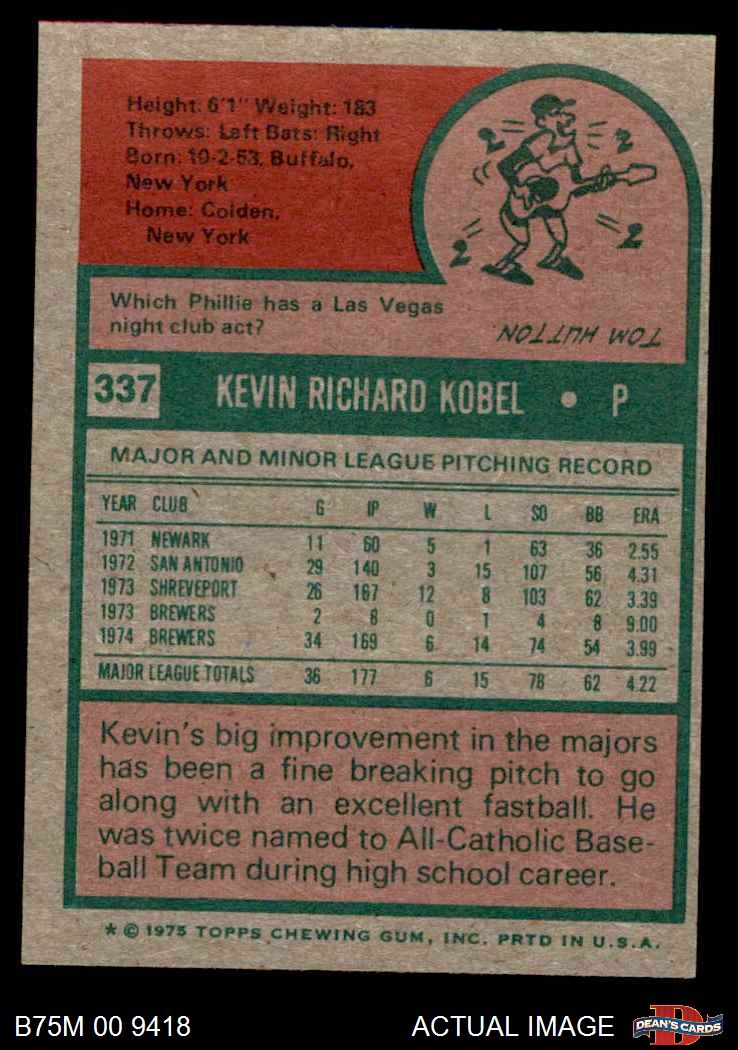 Height: 6'1" Weight: 183
Throws: Left Bats: Right
Born: 10-2-53, Buffalo,
New York
Home: Colden,
New York
2 2
2 2
Which Phillie has a Las Vegas
night club act?
TOM HUTTON
337 KEVIN RICHARD KOBEL • P
MAJOR AND MINOR LEAGUE PITCHING RECORD
YEAR CLUB G IP W L SO BB ERA
1971 NEWARK 11 60 5 1 63 36 2.55
1972 SAN ANTONIO 29 140 3 15 107 56 4.31
1973 SHREVEPORT 26 167 12 8 103 62 3.39
1973 BREWERS 2 8 0 1 4 8 9.00
1974 BREWERS 34 169 6 14 74 54 3.99
MAJOR LEAGUE TOTALS 36 177 6 15 78 62 4.22
Kevin's big improvement in the majors
has been a fine breaking pitch to go
along with an excellent fastball. He
was twice named to All-Catholic Base-
ball Team during high school career.
* © 1975 TOPPS CHEWING GUM, INC. PRTD IN U.S.A.
B75M 00 9418 ACTUAL IMAGE DEAN'S CARDS